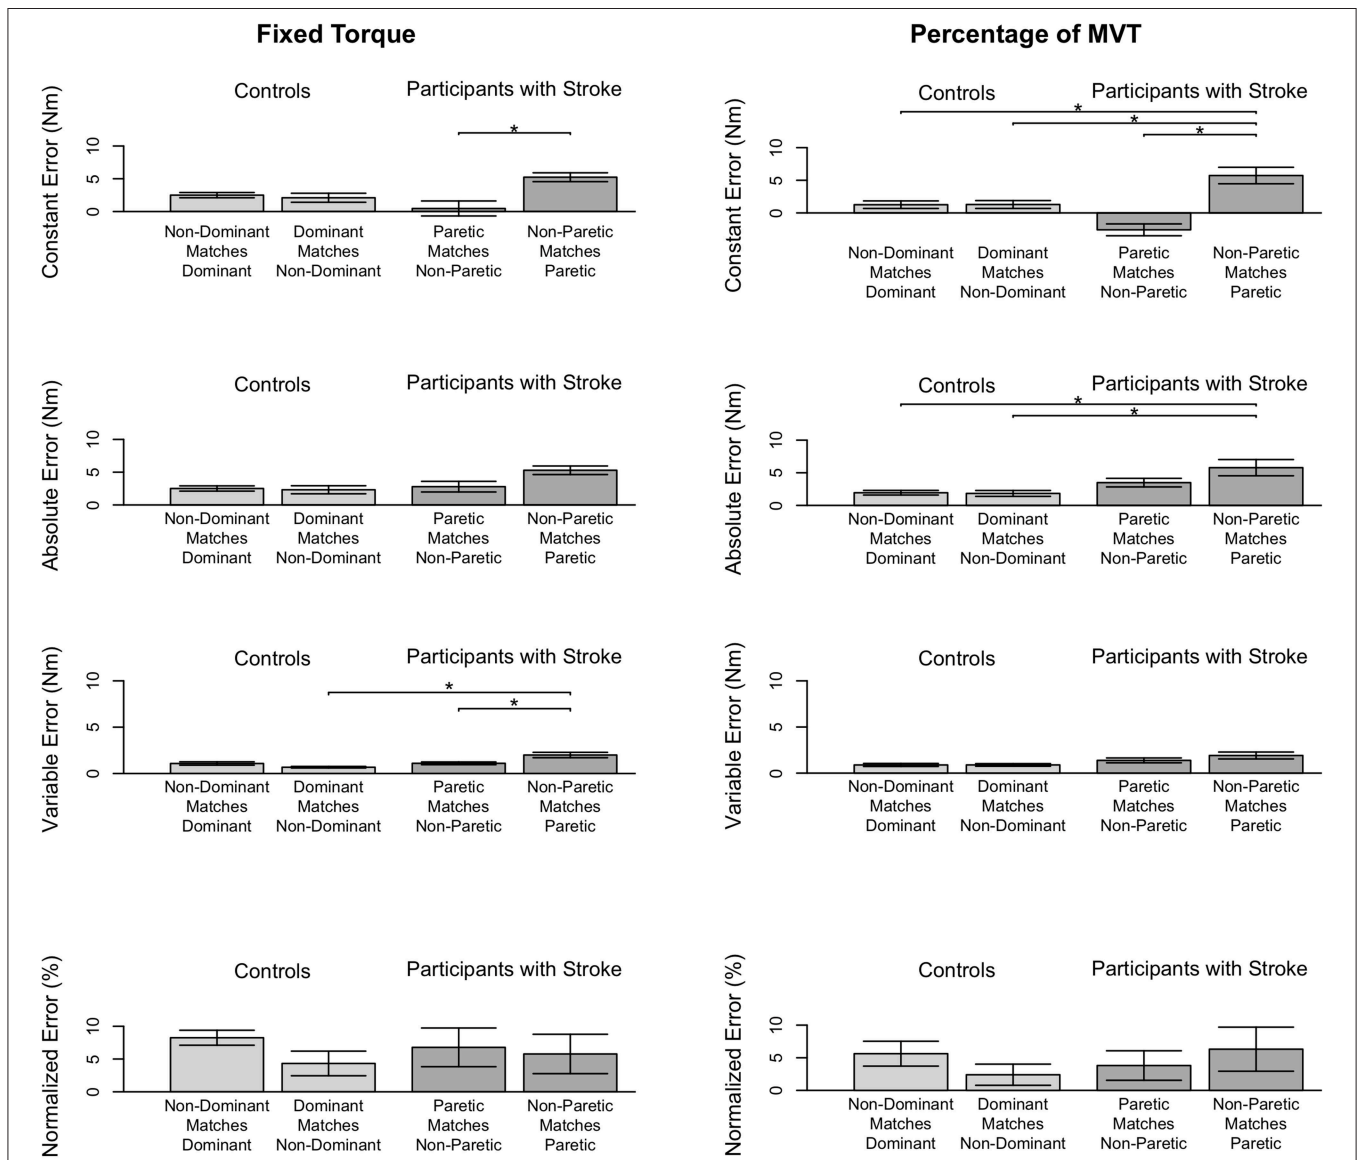 Fixed Torque
Percentage of MVT
Constant Error (Nm)
Controls
Participants with Stroke
*
10
5
0
Non-Dominant
Matches
Dominant
Dominant
Matches
Non-Dominant
Paretic
Matches
Non-Paretic
Non-Paretic
Matches
Paretic
Constant Error (Nm)
Controls
Participants with Stroke
*
*
*
10
5
0
Non-Dominant
Matches
Dominant
Dominant
Matches
Non-Dominant
Paretic
Matches
Non-Paretic
Non-Paretic
Matches
Paretic
Absolute Error (Nm)
Controls
Participants with Stroke
10
5
0
Non-Dominant
Matches
Dominant
Dominant
Matches
Non-Dominant
Paretic
Matches
Non-Paretic
Non-Paretic
Matches
Paretic
Absolute Error (Nm)
Controls
Participants with Stroke
*
*
10
5
0
Non-Dominant
Matches
Dominant
Dominant
Matches
Non-Dominant
Paretic
Matches
Non-Paretic
Non-Paretic
Matches
Paretic
Variable Error (Nm)
Controls
Participants with Stroke
*
*
10
5
0
Non-Dominant
Matches
Dominant
Dominant
Matches
Non-Dominant
Paretic
Matches
Non-Paretic
Non-Paretic
Matches
Paretic
Variable Error (Nm)
Controls
Participants with Stroke
10
5
0
Non-Dominant
Matches
Dominant
Dominant
Matches
Non-Dominant
Paretic
Matches
Non-Paretic
Non-Paretic
Matches
Paretic
Normalized Error (%)
Controls
Participants with Stroke
10
5
0
Non-Dominant
Matches
Dominant
Dominant
Matches
Non-Dominant
Paretic
Matches
Non-Paretic
Non-Paretic
Matches
Paretic
Normalized Error (%)
Controls
Participants with Stroke
10
5
0
Non-Dominant
Matches
Dominant
Dominant
Matches
Non-Dominant
Paretic
Matches
Non-Paretic
Non-Paretic
Matches
Paretic